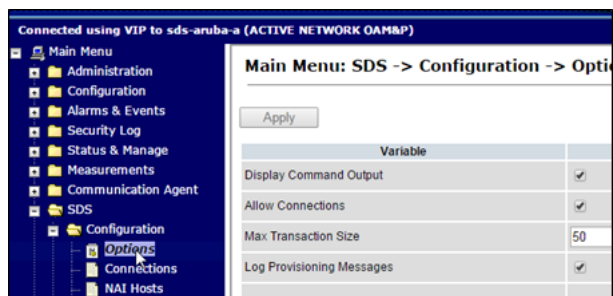 Connected using VIP to sds-aruba-a (ACTIVE NETWORK OAM&P)
Main Menu
Administration
Configuration
Alarms & Events
Security Log
Status & Manage
Measurements
Communication Agent
SDS
Configuration
Options
Connections
NAI Hosts
Main Menu: SDS -> Configuration -> Opti
Apply
Variable
Display Command Output
Allow Connections
Max Transaction Size
50
Log Provisioning Messages